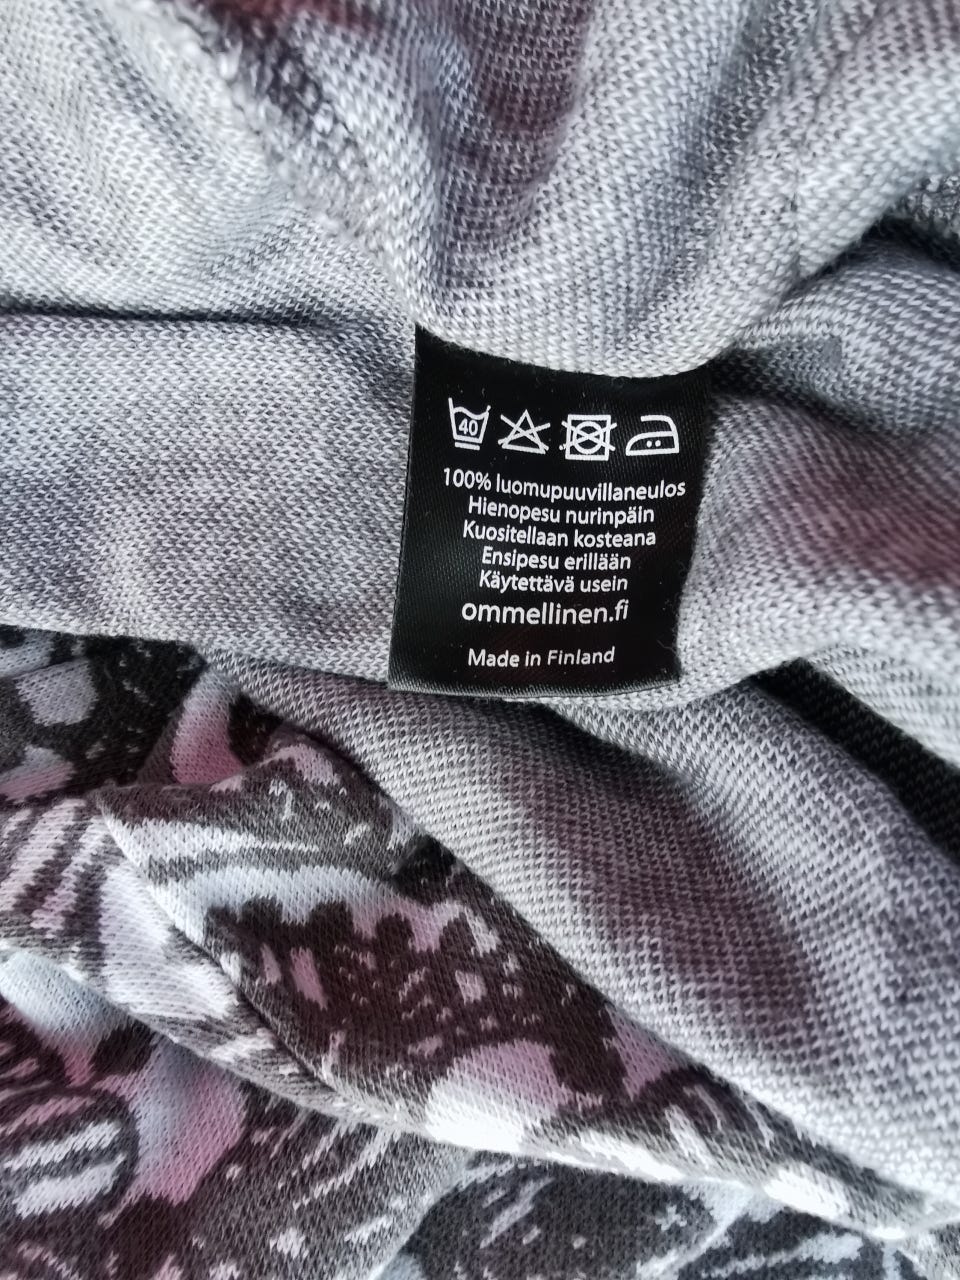 40
100% luomupuuvillaneulos
Hienopesu nurinpäin
Kuositellaan kosteana
Ensipesu erillään
Käytettävä usein
ommellinen.fi
Made in Finland